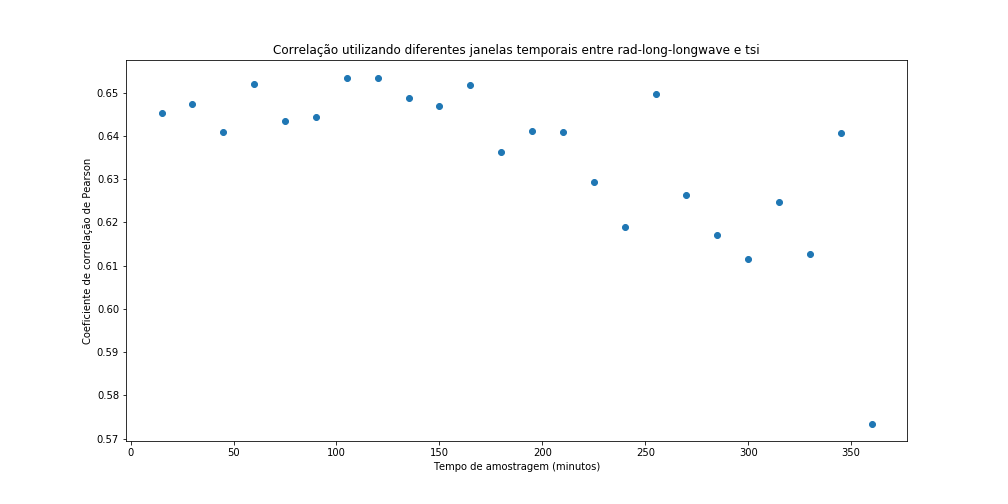 Correlação utilizando diferentes janelas temporais entre rad-long-longwave e tsi
Coeficiente de correlação de Pearson
0.65
0.64
0.63
0.62
0.61
0.60
0.59
0.58
0.57
0 50 100 150 200 250 300 350
Tempo de amostragem (minutos)